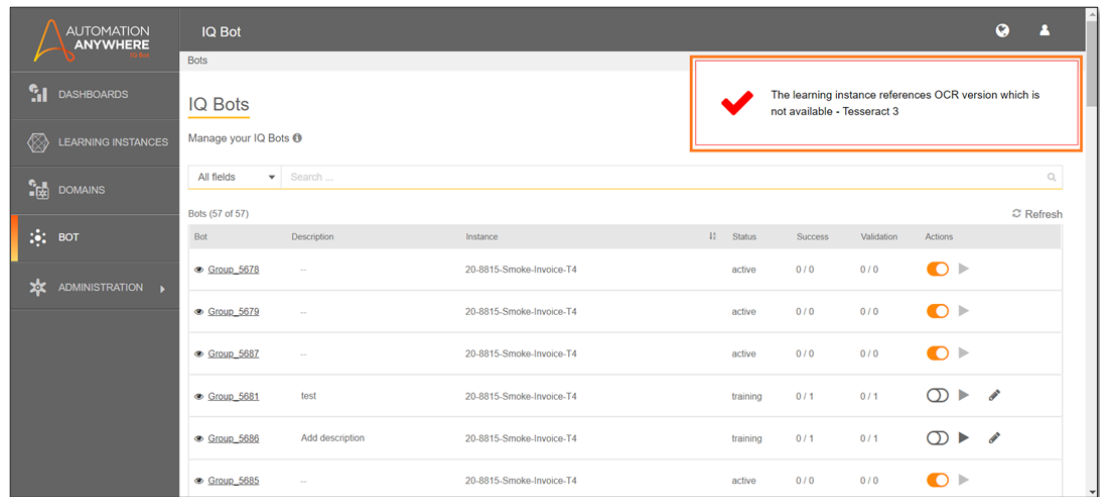 AUTOMATION
ANYWHERE
IQ Bot
IQ Bot
Bots
The learning instance references OCR version which is
not available - Tesseract 3
DASHBOARDS
LEARNING INSTANCES
DOMAINS
BOT
ADMINISTRATION
IQ Bots
Manage your IQ Bots
All fields Search ...
Bots (57 of 57) Refresh
Bot Description Instance Status Success Validation Actions
Group_5678 -- 20-8815-Smoke-Invoice-T4 active 0 / 0 0 / 0
Group_5679 -- 20-8815-Smoke-Invoice-T4 active 0 / 0 0 / 0
Group_5687 -- 20-8815-Smoke-Invoice-T4 active 0 / 0 0 / 0
Group_5681 test 20-8815-Smoke-Invoice-T4 training 0 / 1 0 / 1
Group_5686 Add description 20-8815-Smoke-Invoice-T4 training 0 / 1 0 / 1
Group_5685 -- 20-8815-Smoke-Invoice-T4 active 0 / 0 0 / 0